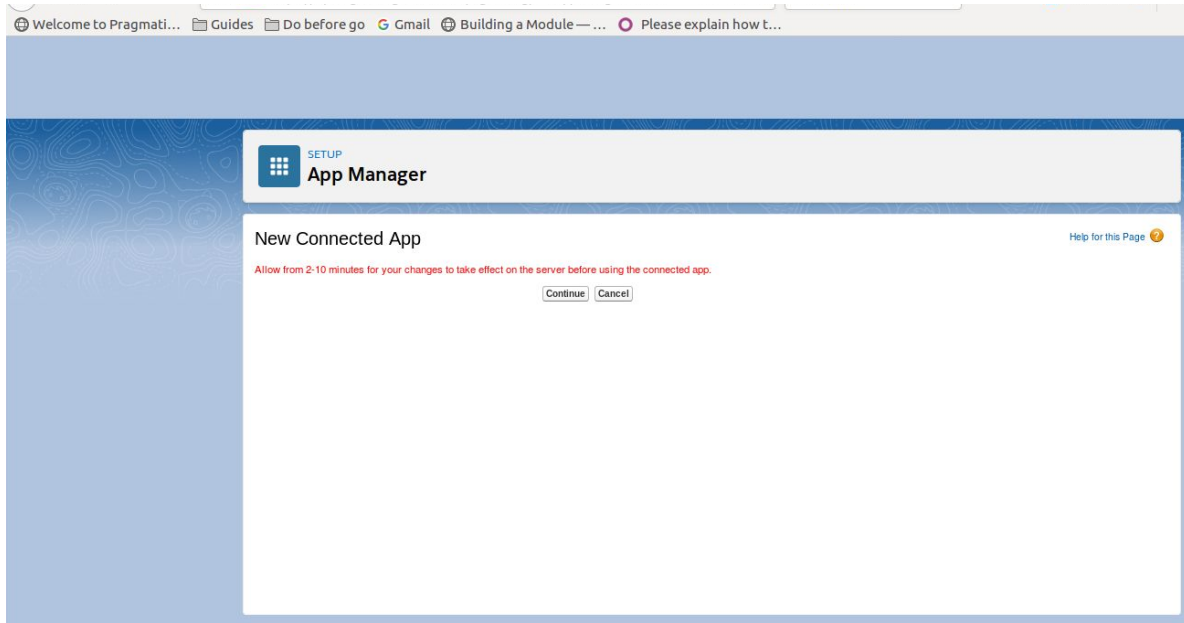 Welcome to Pragmati... Guides Do before go Gmail Building a Module — ... Please explain how t...
SETUP
App Manager
New Connected App
Help for this Page
Allow from 2-10 minutes for your changes to take effect on the server before using the connected app.
Continue Cancel